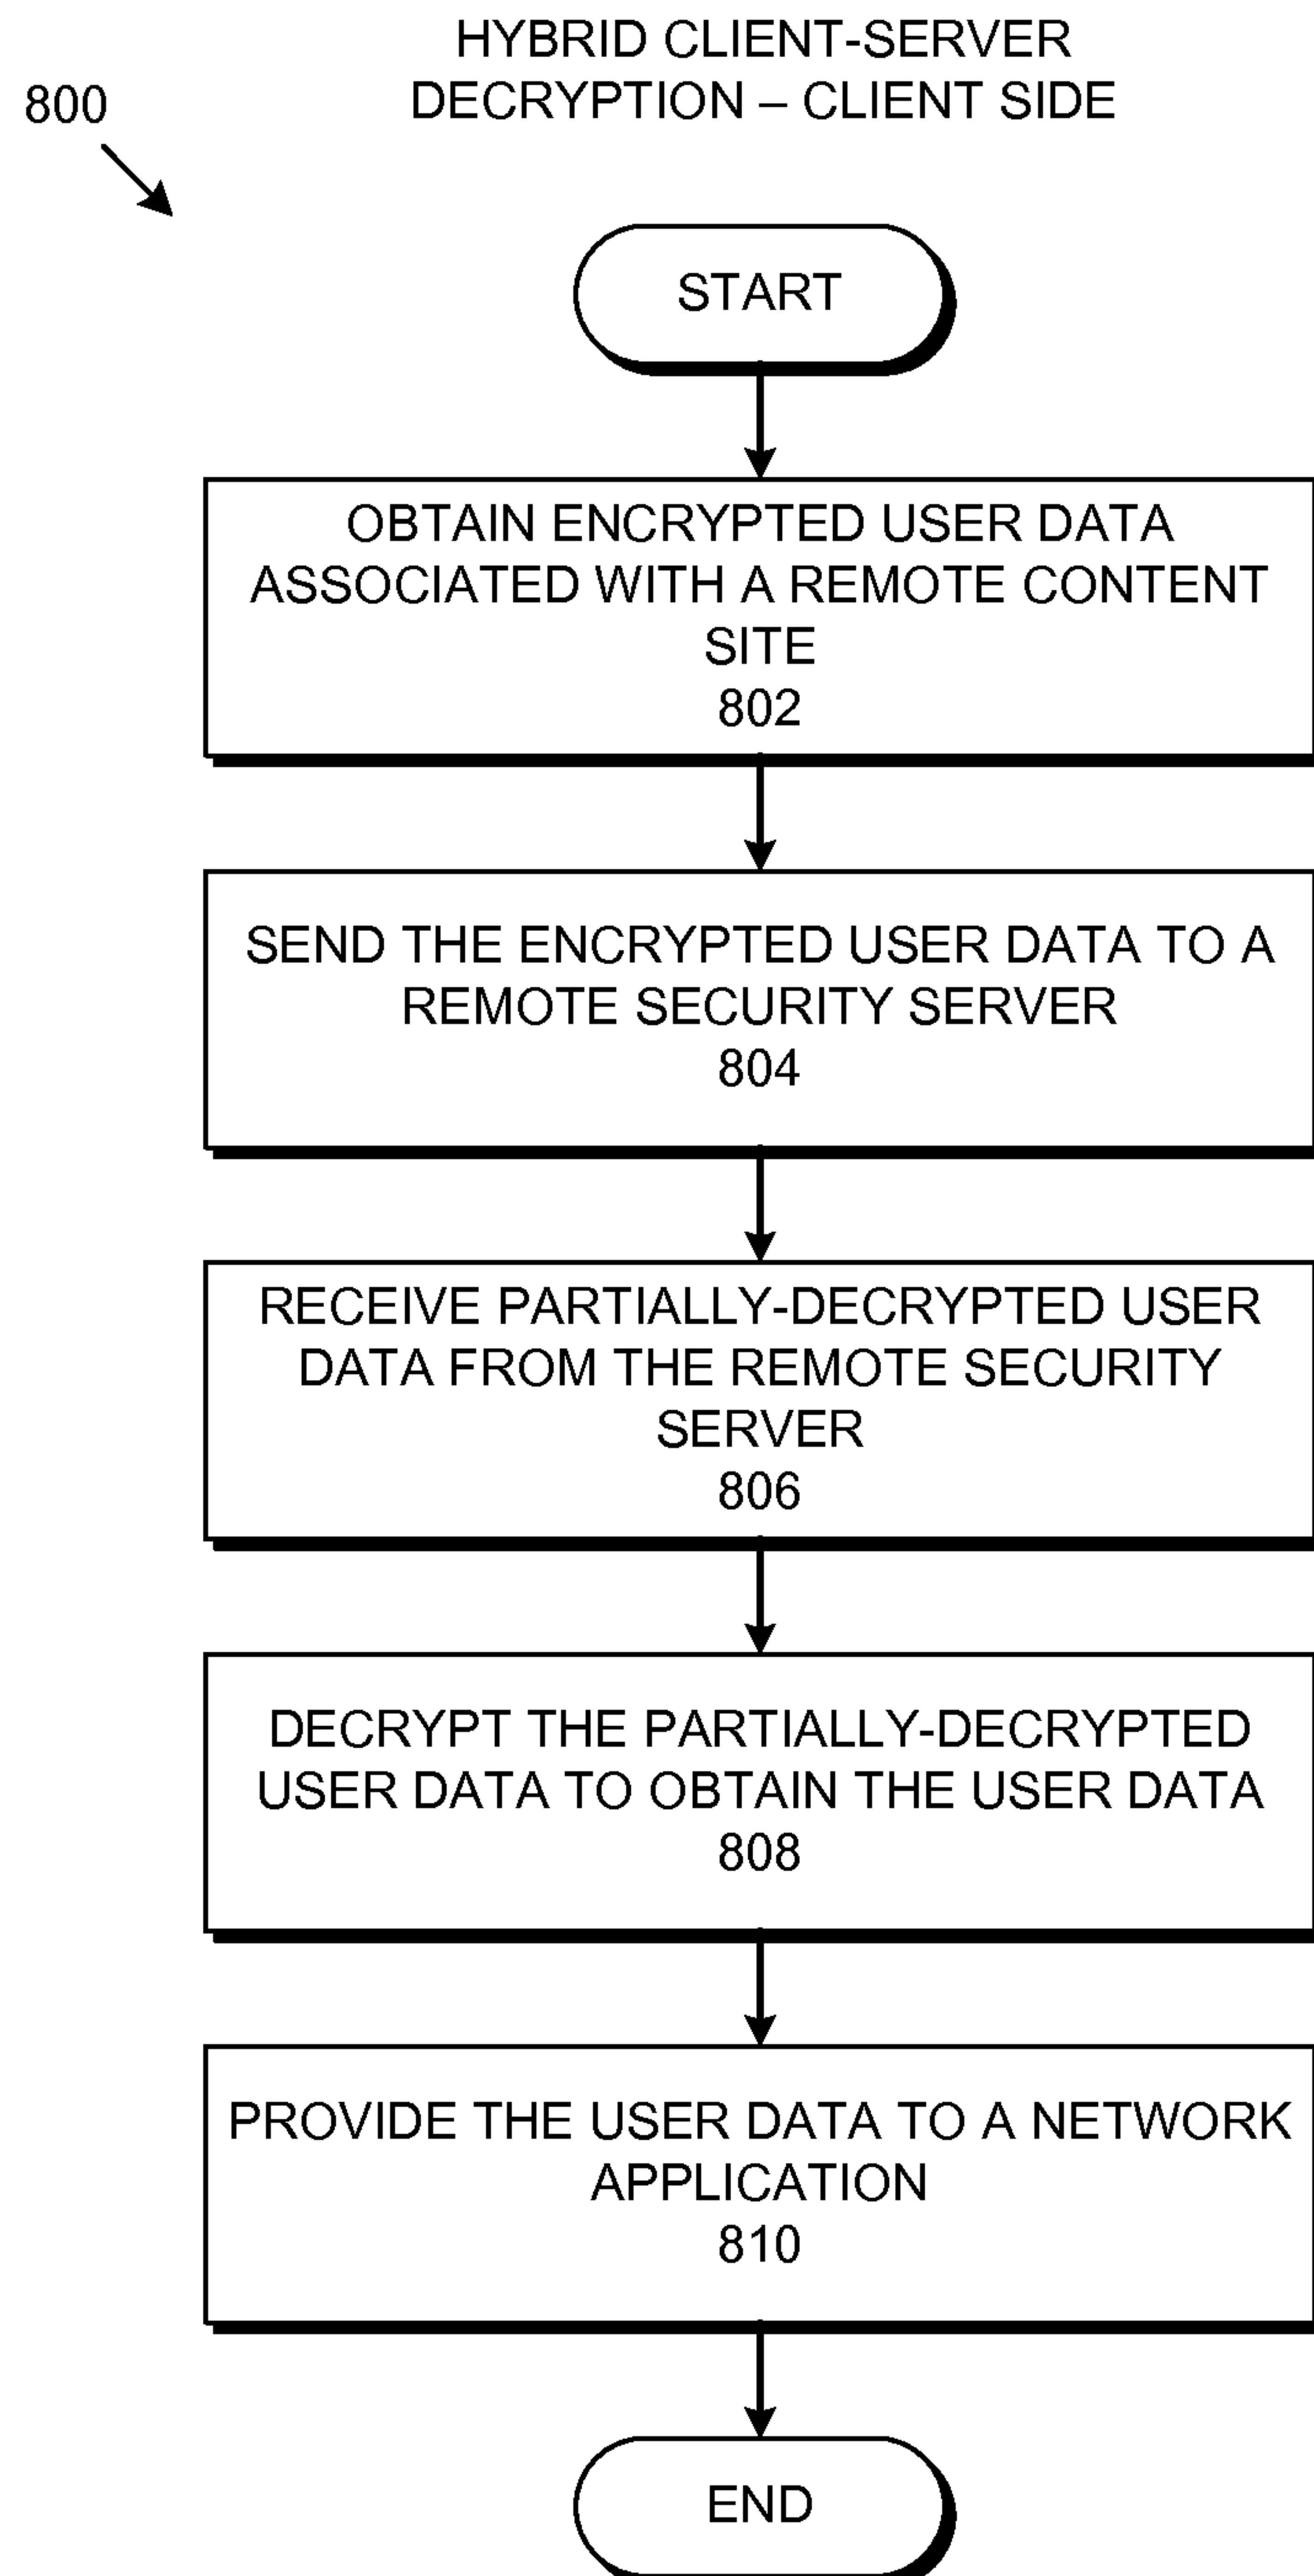 HYBRID CLIENT-SERVER
DECRYPTION – CLIENT SIDE
800
START
OBTAIN ENCRYPTED USER DATA
ASSOCIATED WITH A REMOTE CONTENT
SITE
802
SEND THE ENCRYPTED USER DATA TO A
REMOTE SECURITY SERVER
804
RECEIVE PARTIALLY-DECRYPTED USER
DATA FROM THE REMOTE SECURITY
SERVER
806
DECRYPT THE PARTIALLY-DECRYPTED
USER DATA TO OBTAIN THE USER DATA
808
PROVIDE THE USER DATA TO A NETWORK
APPLICATION
810
END